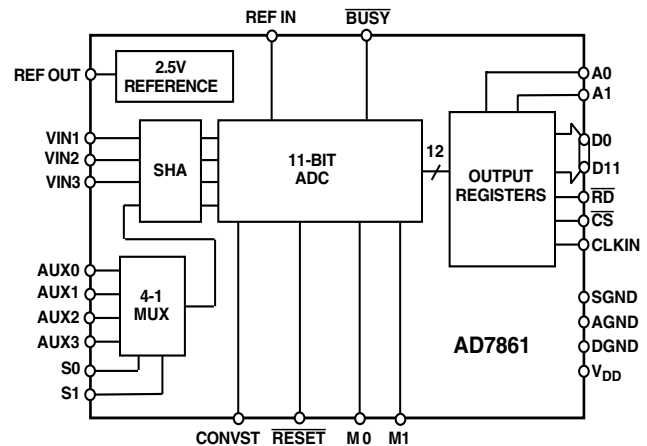 REF IN
BUSY
REF OUT
2.5V
REFERENCE
A0
A1
VIN1
VIN2
VIN3
SHA
11-BIT
ADC
12
OUTPUT
REGISTERS
D0
D11
RD
CS
CLKIN
AUX0
AUX1
AUX2
AUX3
S0
S1
4-1
MUX
SGND
AGND
DGND
VDD
AD7861
CONVST
RESET
M0
M1